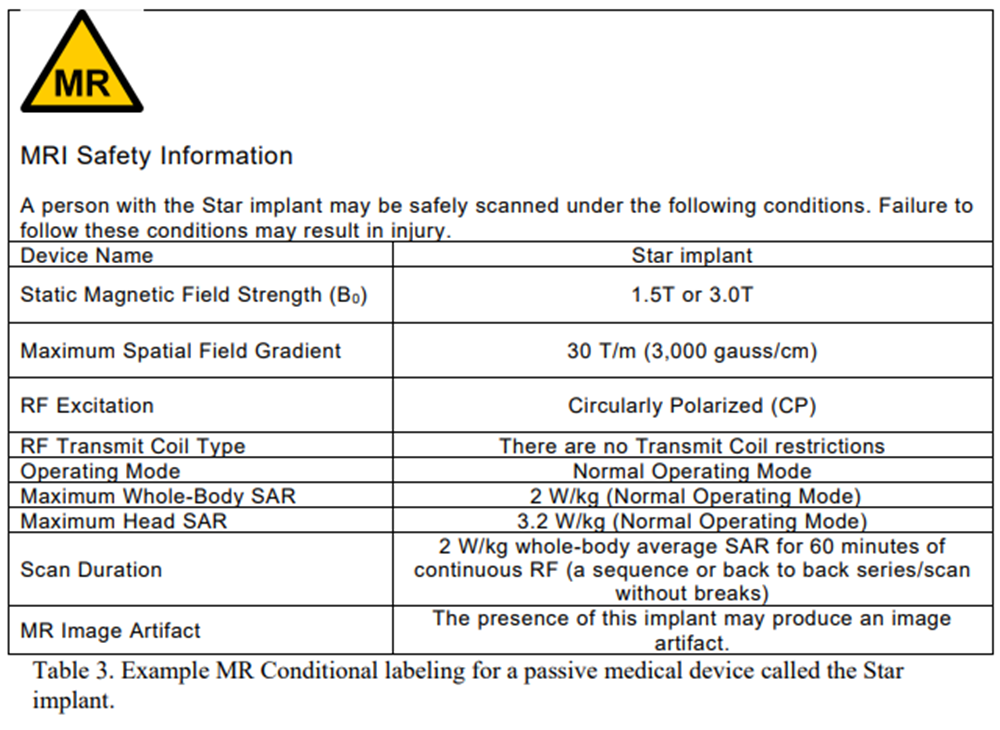 MR
MRI Safety Information
A person with the Star implant may be safely scanned under the following conditions. Failure to
follow these conditions may result in injury.
Device Name Star implant
Static Magnetic Field Strength (B₀) 1.5T or 3.0T
Maximum Spatial Field Gradient 30 T/m (3,000 gauss/cm)
RF Excitation Circularly Polarized (CP)
RF Transmit Coil Type There are no Transmit Coil restrictions
Operating Mode Normal Operating Mode
Maximum Whole-Body SAR 2 W/kg (Normal Operating Mode)
Maximum Head SAR 3.2 W/kg (Normal Operating Mode)
Scan Duration 2 W/kg whole-body average SAR for 60 minutes of
continuous RF (a sequence or back to back series/scan
without breaks)
MR Image Artifact The presence of this implant may produce an image
artifact.
Table 3. Example MR Conditional labeling for a passive medical device called the Star
implant.